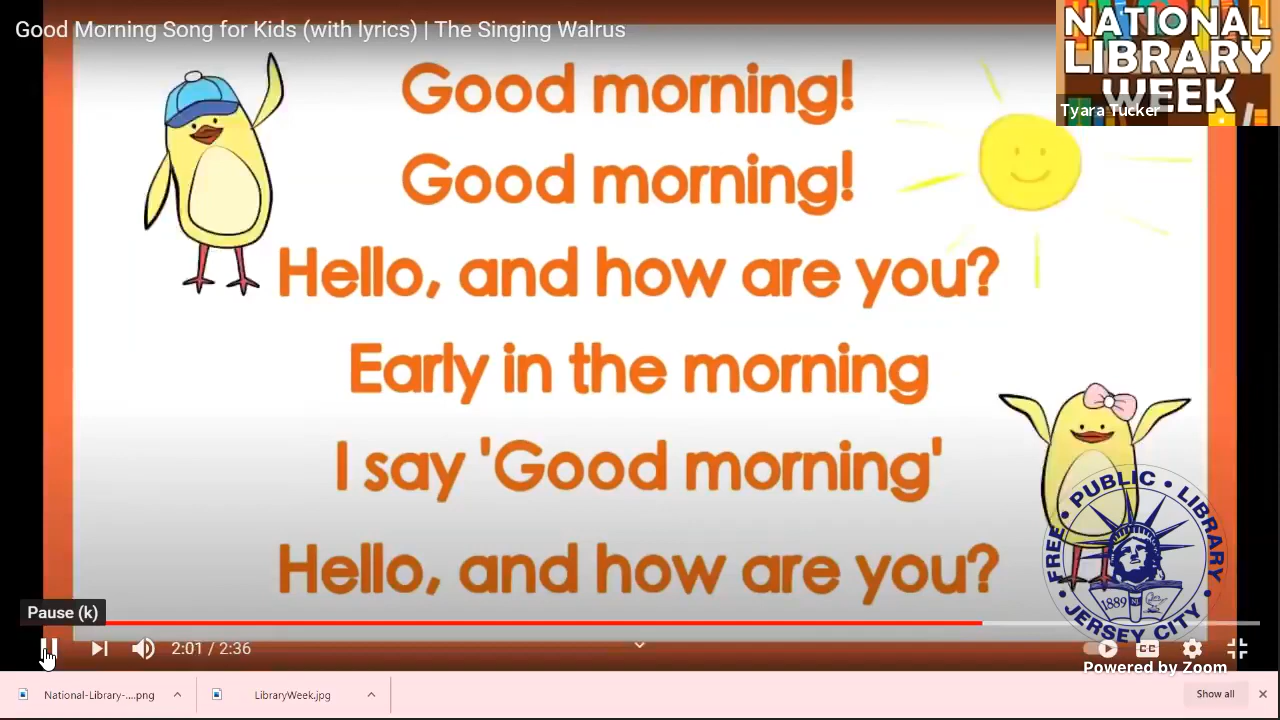 Good Morning Song for Kids (with lyrics) | The Singing Walrus
NATIONAL
LIBRARY
WEEK
Tyara Tucker
Good morning!
Good morning!
Hello, and how are you?
Early in the morning
I say 'Good morning'
Hello, and how are you?
FREE • PUBLIC • LIBRARY • JERSEY CITY •
1889
Pause (k)
2:01 / 2:36
CC
Powered by Zoom
National-Library-....png
LibraryWeek.jpg
Show all